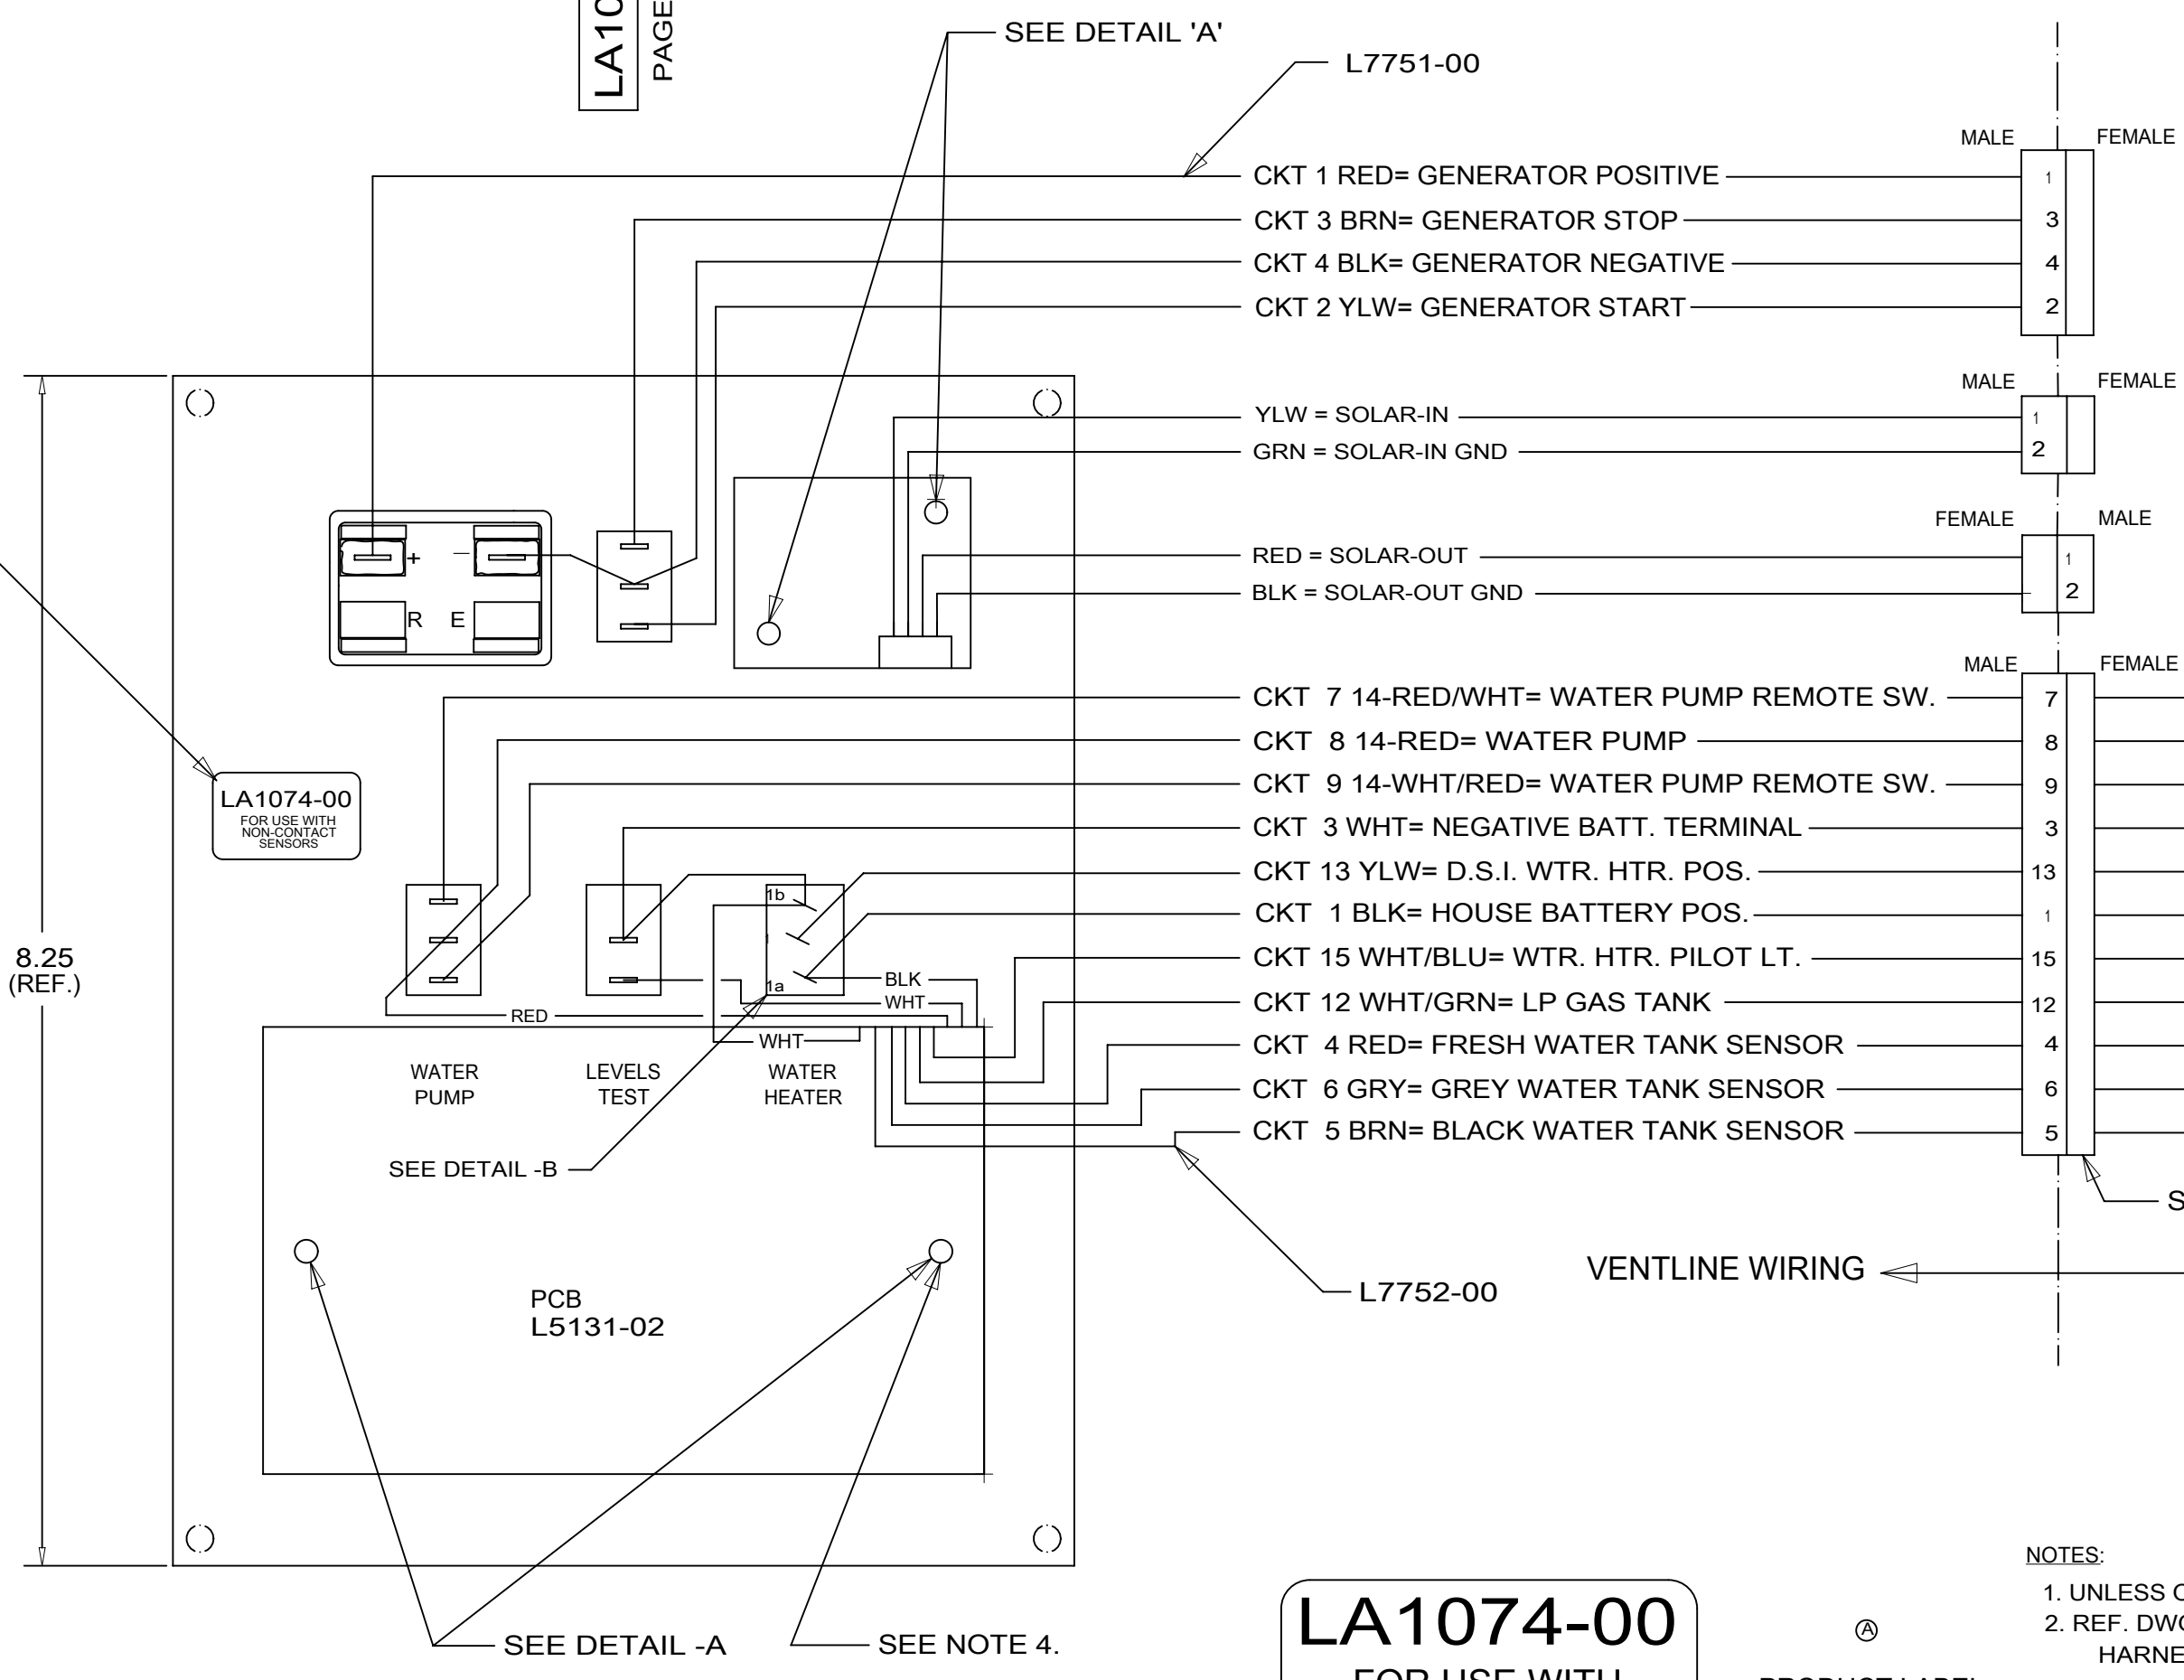 LA10
PAGE
SEE DETAIL 'A'
L7751-00
MALE
FEMALE
CKT 1 RED= GENERATOR POSITIVE
1
CKT 3 BRN= GENERATOR STOP
3
CKT 4 BLK= GENERATOR NEGATIVE
4
CKT 2 YLW= GENERATOR START
2
MALE
FEMALE
YLW = SOLAR-IN
1
GRN = SOLAR-IN GND
2
FEMALE
MALE
RED = SOLAR-OUT
1
BLK = SOLAR-OUT GND
2
+ −
R E
MALE
FEMALE
CKT 7 14-RED/WHT= WATER PUMP REMOTE SW.
7
CKT 8 14-RED= WATER PUMP
8
CKT 9 14-WHT/RED= WATER PUMP REMOTE SW.
9
CKT 3 WHT= NEGATIVE BATT. TERMINAL
3
CKT 13 YLW= D.S.I. WTR. HTR. POS.
13
CKT 1 BLK= HOUSE BATTERY POS.
1
CKT 15 WHT/BLU= WTR. HTR. PILOT LT.
15
CKT 12 WHT/GRN= LP GAS TANK
12
CKT 4 RED= FRESH WATER TANK SENSOR
4
CKT 6 GRY= GREY WATER TANK SENSOR
6
CKT 5 BRN= BLACK WATER TANK SENSOR
5
LA1074-00
FOR USE WITH
NON-CONTACT
SENSORS
8.25
(REF.)
1b
1
1a
BLK
WHT
RED
WHT
WATER
PUMP
LEVELS
TEST
WATER
HEATER
SEE DETAIL -B
S
VENTLINE WIRING
L7752-00
PCB
L5131-02
SEE DETAIL -A
SEE NOTE 4.
LA1074-00
FOR USE WITH
A
PRODUCT LABEL
NOTES:
1. UNLESS
2. REF. DWG
HARNE